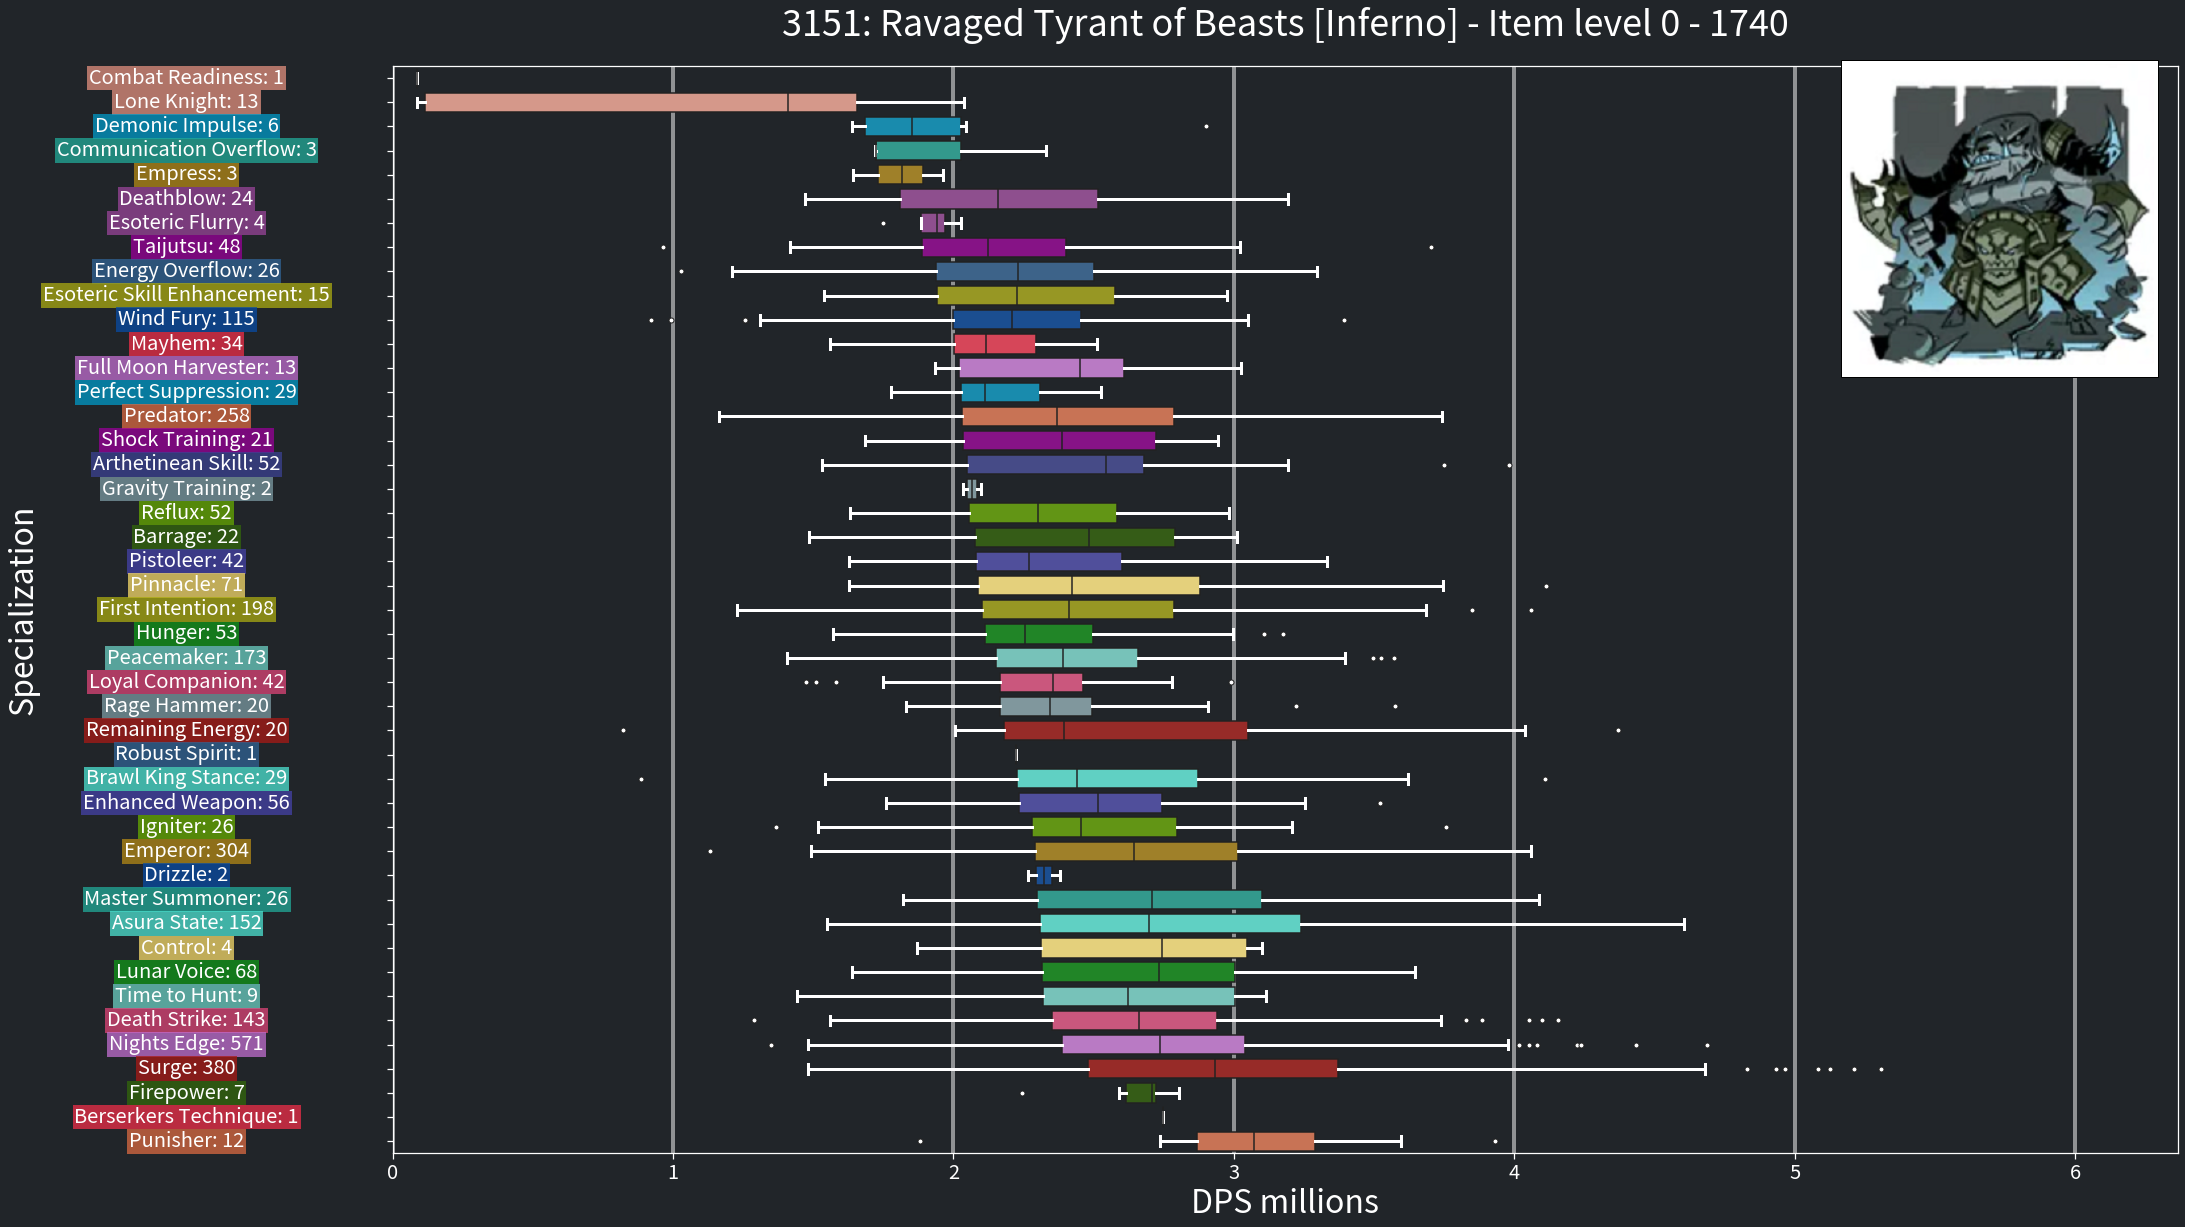 3151: Ravaged Tyrant of Beasts [Inferno] - Item level 0 - 1740
Specialization
Combat Readiness: 1
Lone Knight: 13
Demonic Impulse: 6
Communication Overflow: 3
Empress: 3
Deathblow: 24
Esoteric Flurry: 4
Taijutsu: 48
Energy Overflow: 26
Esoteric Skill Enhancement: 15
Wind Fury: 115
Mayhem: 34
Full Moon Harvester: 13
Perfect Suppression: 29
Predator: 258
Shock Training: 21
Arthetinean Skill: 52
Gravity Training: 2
Reflux: 52
Barrage: 22
Pistoleer: 42
Pinnacle: 71
First Intention: 198
Hunger: 53
Peacemaker: 173
Loyal Companion: 42
Rage Hammer: 20
Remaining Energy: 20
Robust Spirit: 1
Brawl King Stance: 29
Enhanced Weapon: 56
Igniter: 26
Emperor: 304
Drizzle: 2
Master Summoner: 26
Asura State: 152
Control: 4
Lunar Voice: 68
Time to Hunt: 9
Death Strike: 143
Nights Edge: 571
Surge: 380
Firepower: 7
Berserkers Technique: 1
Punisher: 12
0 1 2 3 4 5 6
DPS millions